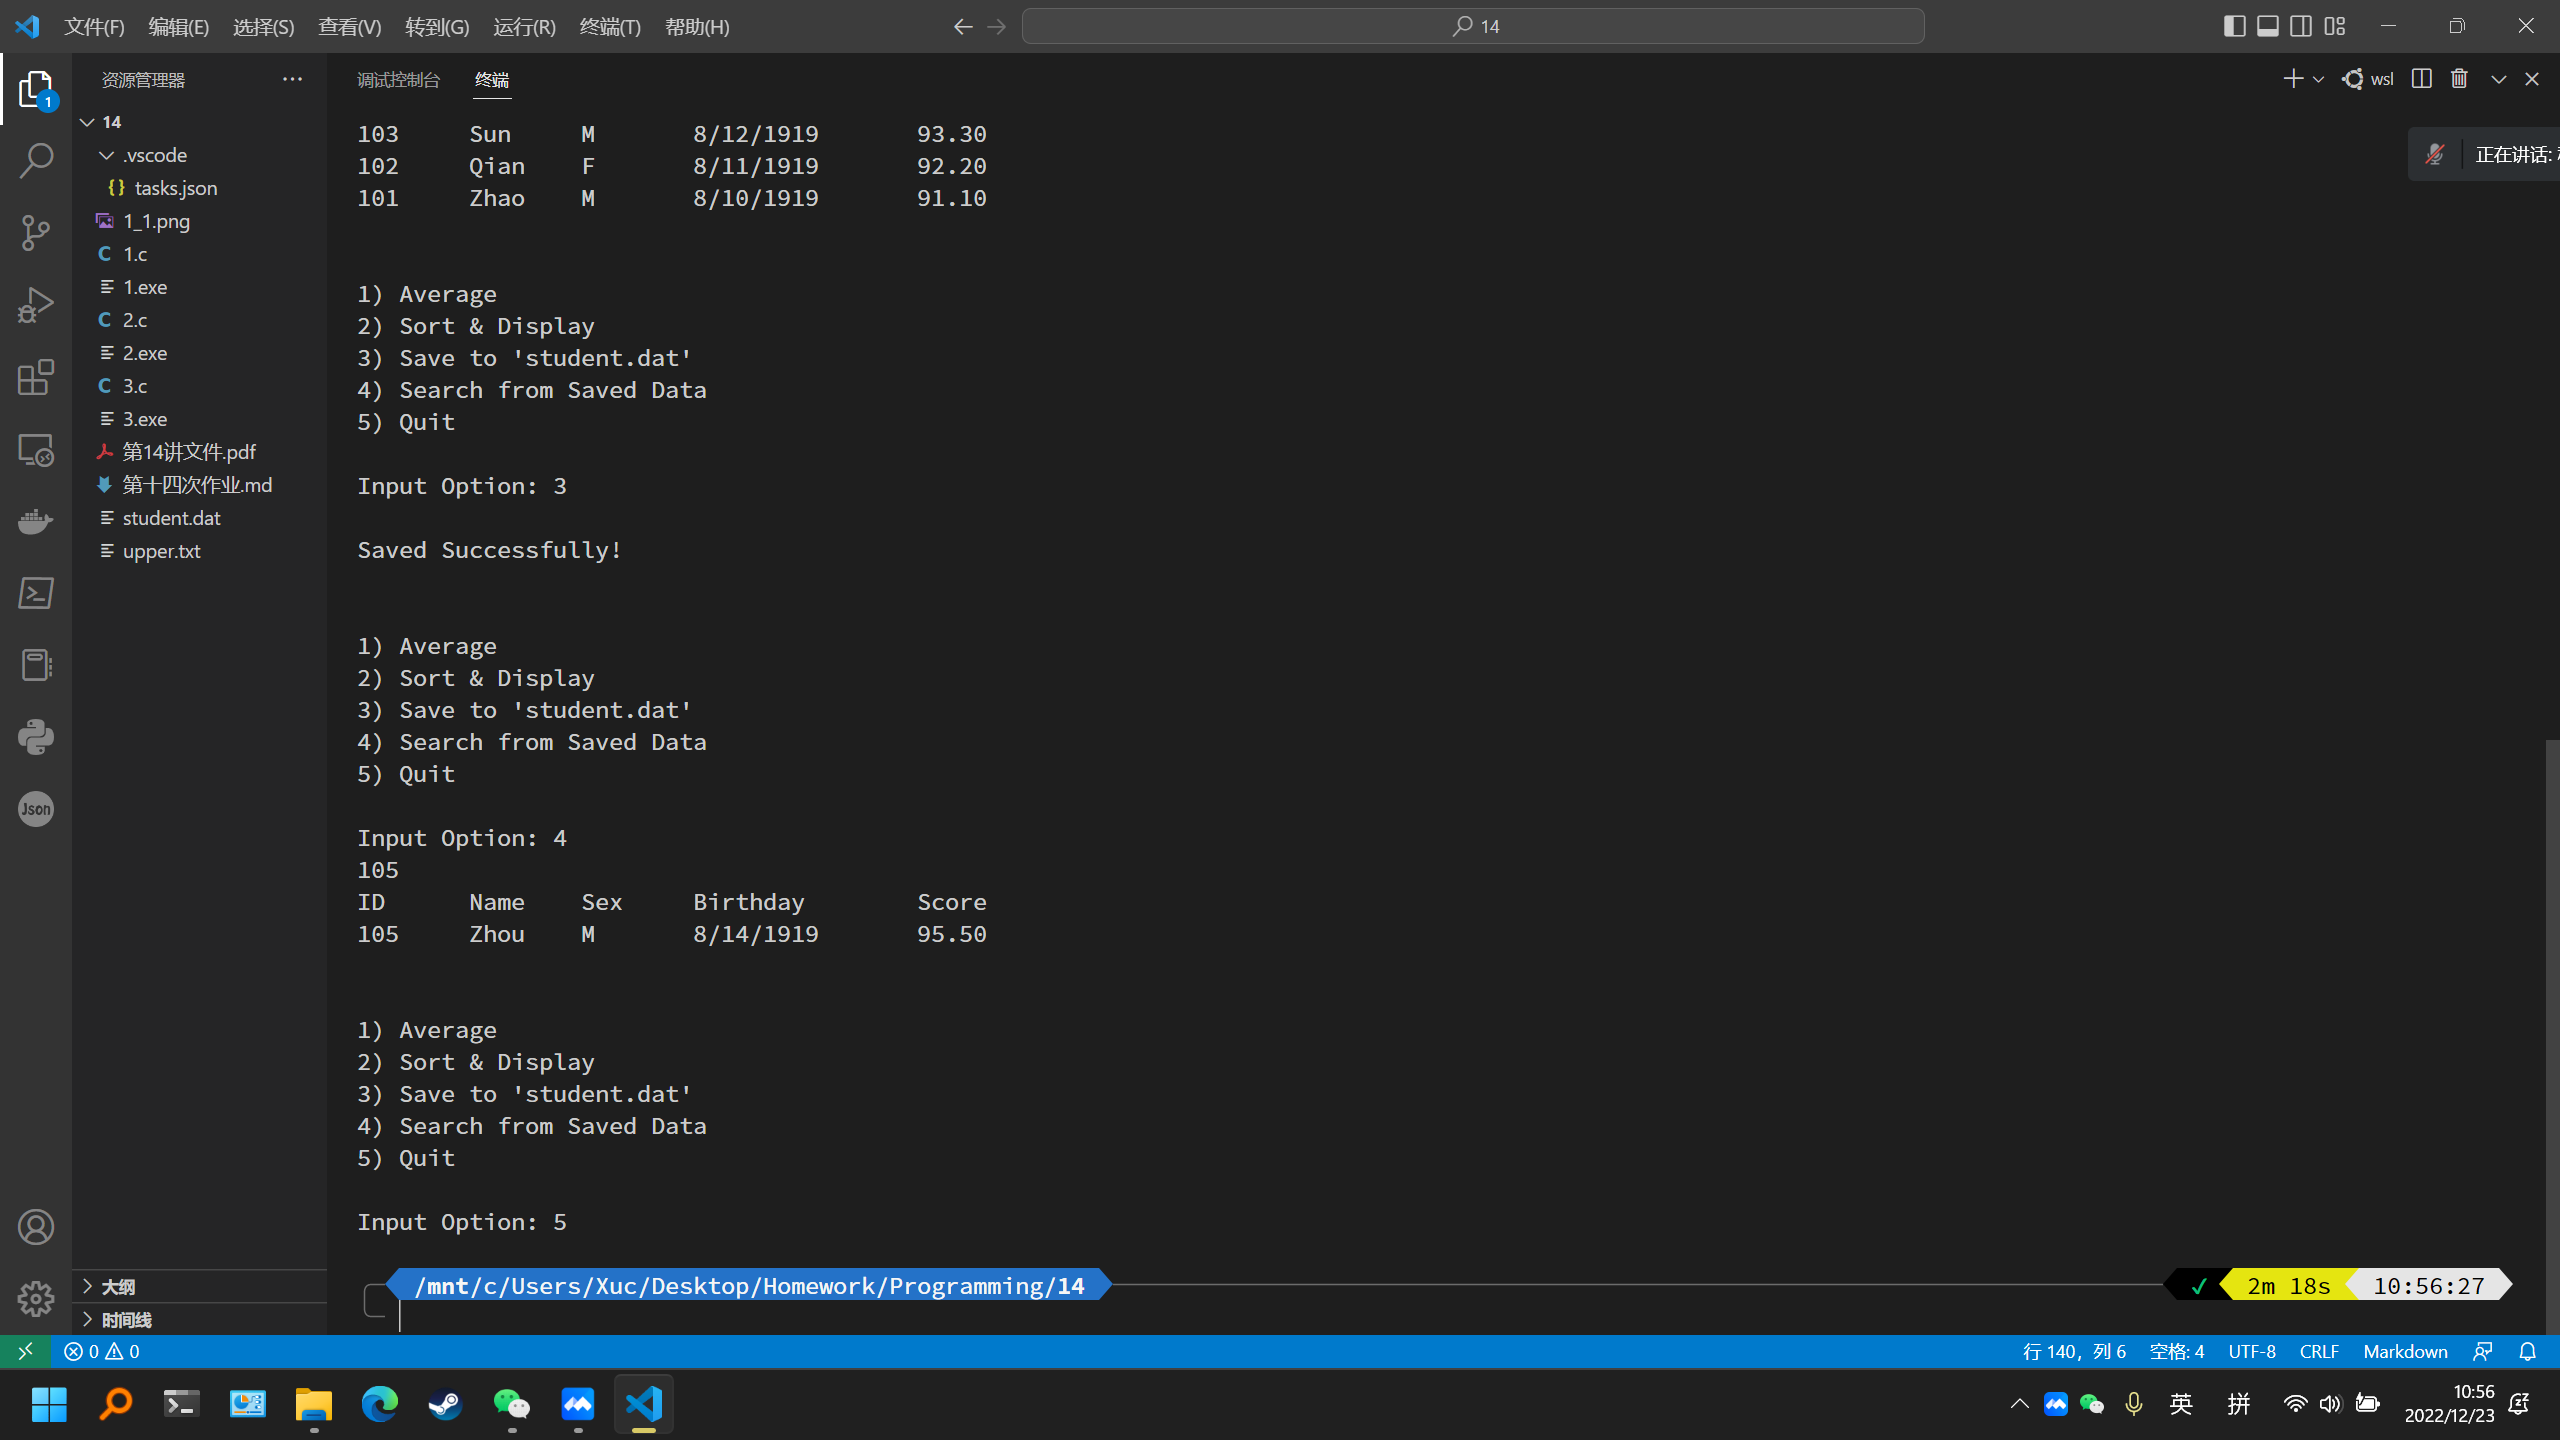 文件(F) 编辑(E) 选择(S) 查看(V) 转到(G) 运行(R) 终端(T) 帮助(H)
14
资源管理器
1
14
.vscode
{} tasks.json
1_1.png
C 1.c
1.exe
C 2.c
2.exe
C 3.c
3.exe
第14讲文件.pdf
第十四次作业.md
student.dat
upper.txt
Json
大纲
时间线
调试控制台 终端
wsl
正在讲话:
103 Sun M 8/12/1919 93.30
102 Qian F 8/11/1919 92.20
101 Zhao M 8/10/1919 91.10
1) Average
2) Sort & Display
3) Save to 'student.dat'
4) Search from Saved Data
5) Quit
Input Option: 3
Saved Successfully!
1) Average
2) Sort & Display
3) Save to 'student.dat'
4) Search from Saved Data
5) Quit
Input Option: 4
105
ID Name Sex Birthday Score
105 Zhou M 8/14/1919 95.50
1) Average
2) Sort & Display
3) Save to 'student.dat'
4) Search from Saved Data
5) Quit
Input Option: 5
/mnt/c/Users/Xuc/Desktop/Homework/Programming/14 ✓ 2m 18s 10:56:27
0 0 行 140，列 6 空格: 4 UTF-8 CRLF Markdown
英 拼 10:56
2022/12/23